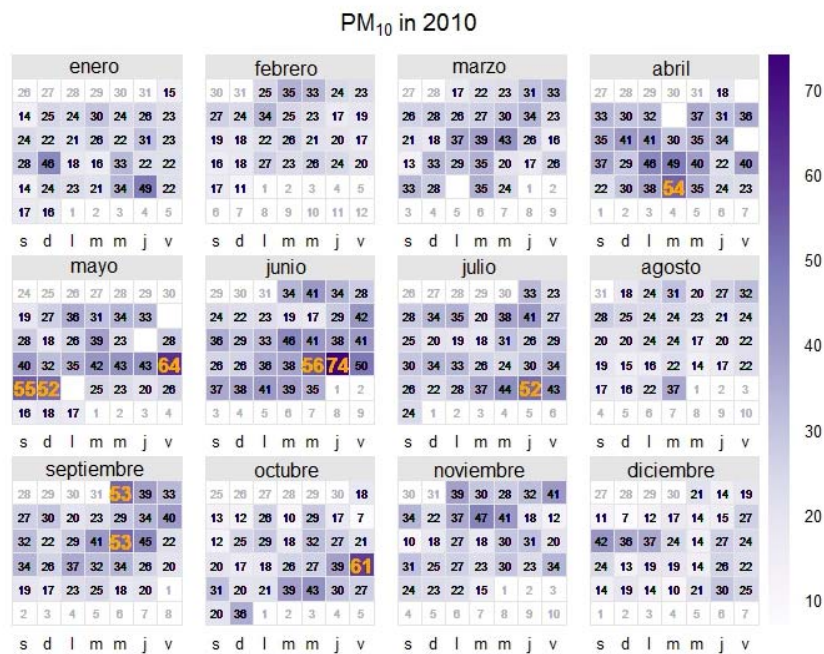 PM10 in 2010
enero
26 27 28 29 30 31 15
14 25 24 30 24 26 23
24 22 21 26 22 31 23
28 46 18 16 33 22 22
14 24 23 21 34 49 22
17 16 1 2 3 4 5
s d l m m j v
febrero
30 31 25 35 33 24 23
27 24 34 25 23 17 19
19 18 22 26 21 20 17
16 18 27 23 26 24 20
17 11 1 2 3 4 5
6 7 8 9 10 11 12
s d l m m j v
marzo
27 28 17 22 23 31 33
26 28 26 27 30 34 23
21 18 37 39 43 26 16
13 33 29 35 20 17 26
33 28 35 24 1 2
3 4 5 6 7 8 9
s d l m m j v
abril
27 28 29 30 31 18
33 30 32 37 31 36
35 41 41 30 35 34
37 29 46 49 40 22 40
22 30 38 54 35 24 23
1 2 3 4 5 6 7
s d l m m j v
mayo
24 25 26 27 28 29 30
19 27 36 31 34 33
28 18 26 39 23 28
40 32 35 42 43 43 64
55 52 25 23 20 26
16 18 17 1 2 3 4
s d l m m j v
junio
29 30 31 34 41 34 28
24 22 23 19 17 29 42
36 29 33 46 41 38 41
26 26 36 38 56 74 50
37 38 41 39 35 1 2
3 4 5 6 7 8 9
s d l m m j v
julio
26 27 28 29 30 33 23
28 34 35 20 38 41 27
25 20 19 18 31 26 28
33 26 34 26 24 30 34
26 22 28 37 44 52 43
24 1 2 3 4 5 6
s d l m m j v
agosto
31 18 24 31 20 27 32
28 24 24 24 23 21 24
20 20 24 24 17 20 22
19 15 16 22 14 17 22
17 16 22 37 1 2 3
4 5 6 7 8 9 10
s d l m m j v
septiembre
28 29 30 31 53 39 33
27 30 20 23 29 34 40
32 22 29 41 53 45 22
34 26 37 32 34 26 20
19 17 23 25 18 20 1
2 3 4 5 6 7 8
s d l m m j v
octubre
25 26 27 28 29 30 18
13 12 26 10 29 17 7
12 25 29 18 32 27 21
20 17 18 26 27 39 61
31 20 21 39 43 30 27
20 36 1 2 3 4 5
s d l m m j v
noviembre
30 31 39 30 28 32 41
34 22 37 47 41 18 12
10 18 27 18 30 20 18
31 25 27 23 30 23 34
24 23 22 15 1 2 3
4 5 6 7 8 9 10
s d l m m j v
diciembre
27 28 29 30 21 14 19
11 7 12 17 14 15 27
42 36 37 24 14 27 24
24 13 19 19 14 26 22
14 19 14 10 21 30 25
1 2 3 4 5 6 7
s d l m m j v
70
60
50
40
30
20
10